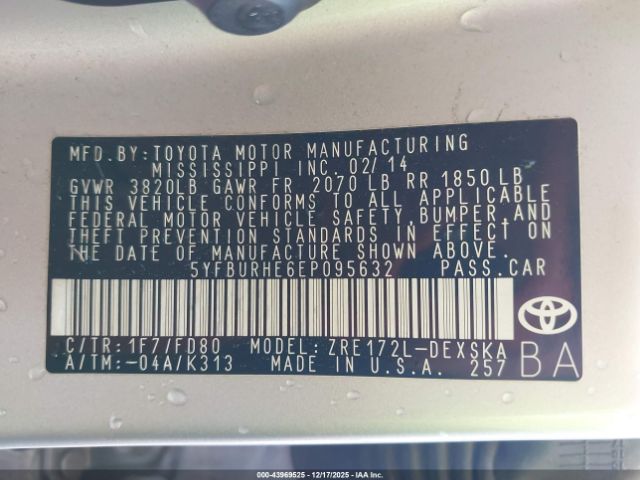 MFD.BY:TOYOTA MOTOR MANUFACTURING
MISSISSIPPI INC. 02/14
GVWR 3820LB GAWR FR 2070 LB RR 1850 LB
THIS VEHICLE CONFORMS TO ALL APPLICABLE
FEDERAL MOTOR VEHICLE SAFETY,BUMPER,AND
THEFT PREVENTION STANDARDS IN EFFECT ON
THE DATE OF MANUFACTURE SHOWN ABOVE.
5YFBURHE6EP095632 PASS.CAR
C/TR:1F7/FD80 MODEL:ZRE172L-DEXSKA
A/TM:-04A/K313 MADE IN U.S.A. 257
BA
000-43969525 | 12/17/2025 | IAA Inc.